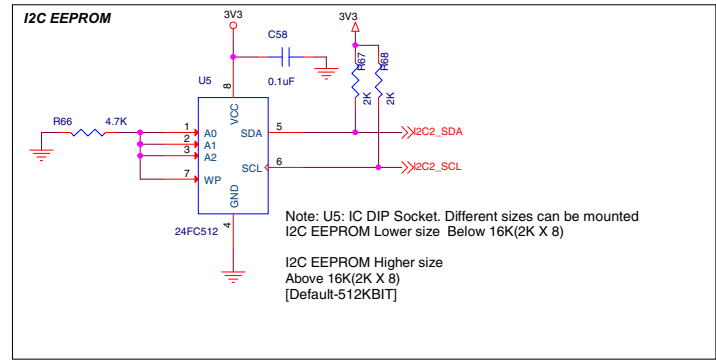 I2C EEPROM
3V3
3V3
C58
0.1uF
R67
2K
R68
2K
U5
8
VCC
R66
4.7K
1
A0
2
A1
3
A2
7
WP
SDA
5
I2C2_SDA
SCL
6
I2C2_SCL
GND
4
24FC512
Note: U5: IC DIP Socket. Different sizes can be mounted
I2C EEPROM Lower size Below 16K(2K X 8)
I2C EEPROM Higher size
Above 16K(2K X 8)
[Default-512KBIT]